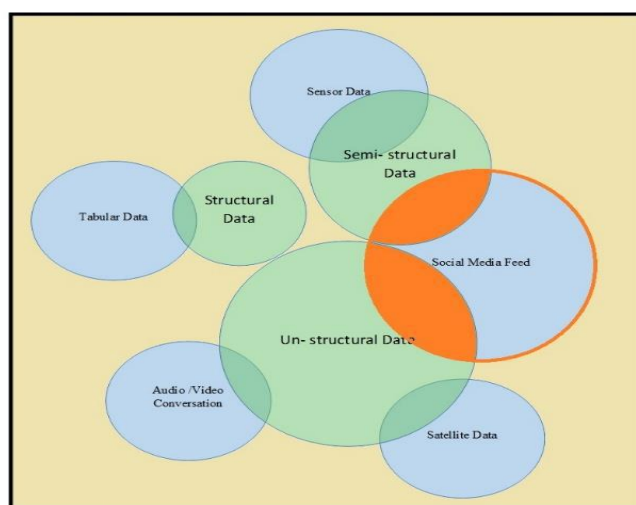 Sensor Data
Semi- structural
Data
Structural
Data
Tabular Data
Social Media Feed
Un- structural Data
Audio /Video
Conversation
Satellite Data